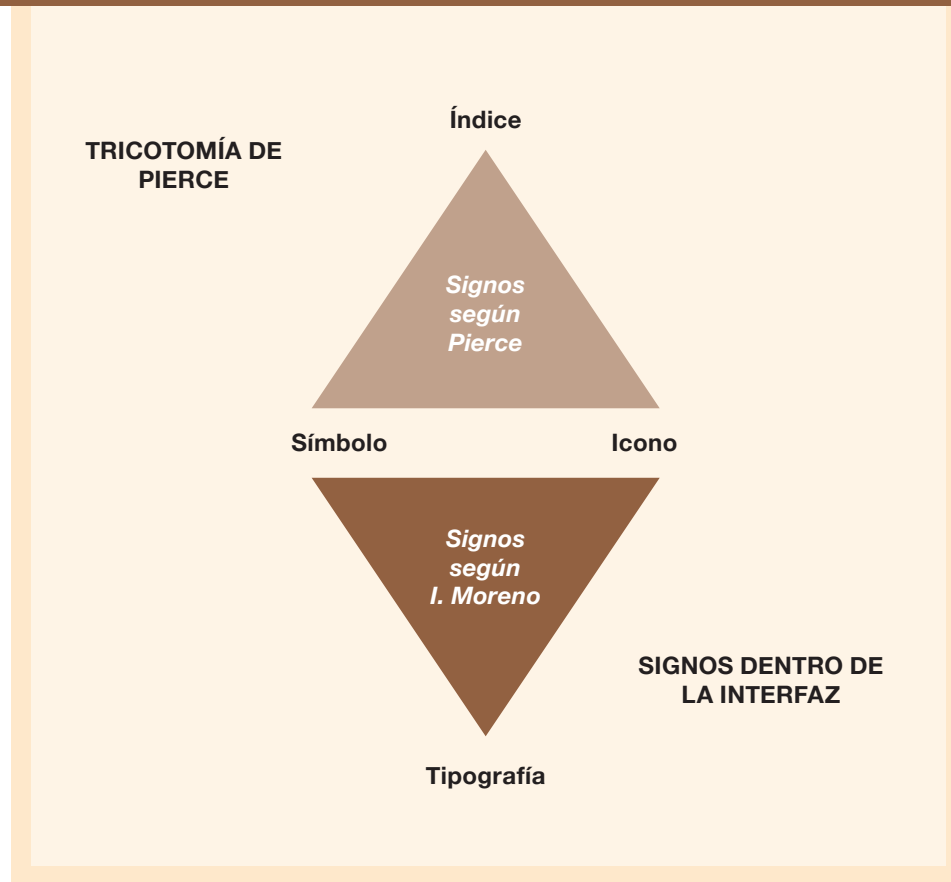 Índice
TRICOTOMÍA DE
PIERCE
Signos
según
Pierce
Símbolo
Icono
Signos
según
I. Moreno
SIGNOS DENTRO DE
LA INTERFAZ
Tipografía